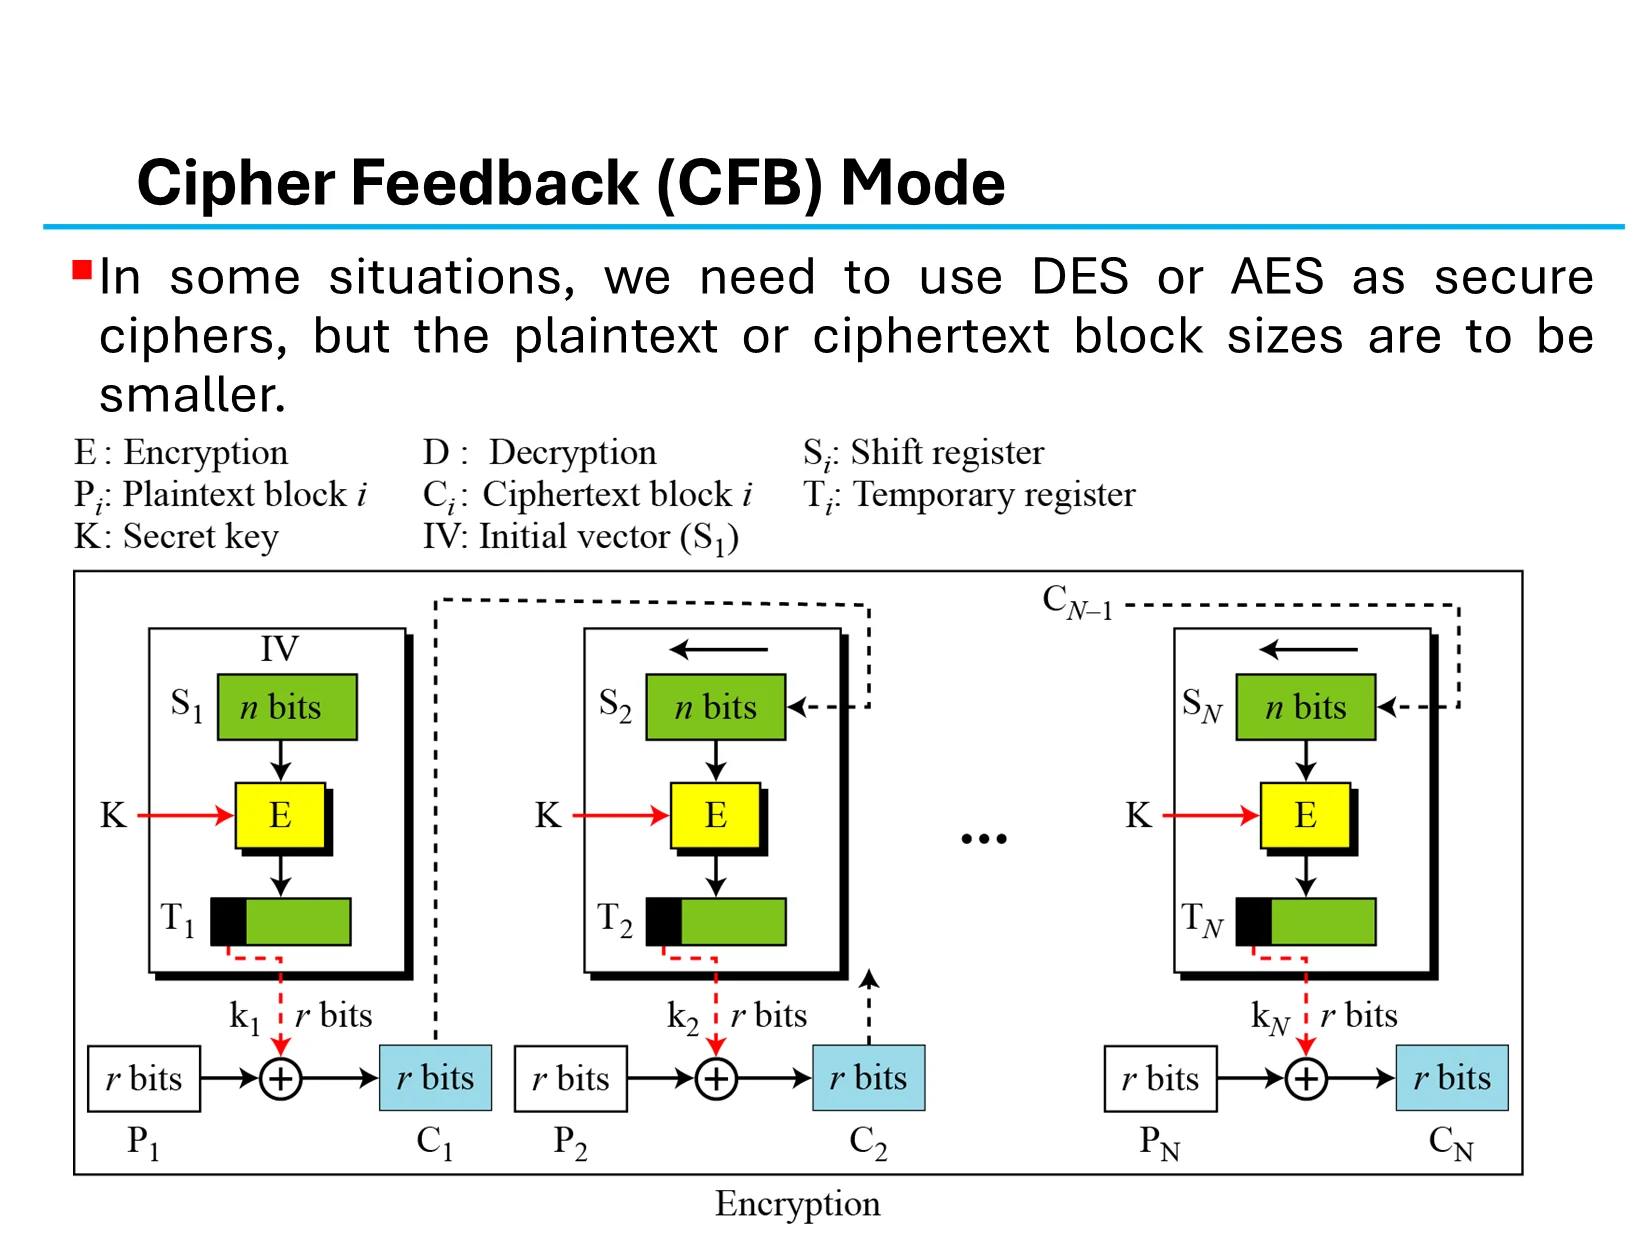 Cipher Feedback (CFB) Mode
In some situations, we need to use DES or AES as secure
ciphers, but the plaintext or ciphertext block sizes are to be
smaller.
E : Encryption D : Decryption Sᵢ: Shift register
Pᵢ: Plaintext block i Cᵢ: Ciphertext block i Tᵢ: Temporary register
K: Secret key IV: Initial vector (S₁)
C_N–1
IV
S₁ n bits S₂ n bits S_N n bits
K E K E ... K E
T₁ T₂ T_N
k₁ r bits k₂ r bits k_N r bits
r bits + r bits r bits + r bits r bits + r bits
P₁ C₁ P₂ C₂ P_N C_N
Encryption